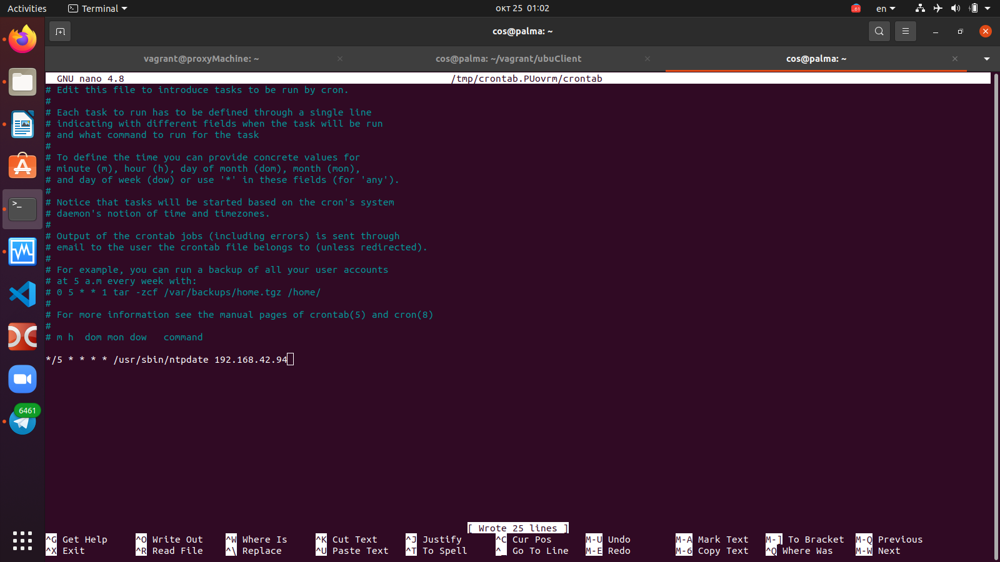 Activities Terminal окт 25 01:02 .61 en
cos@palma: ~
vagrant@proxyMachine: ~ cos@palma: ~/vagrant/ubuClient cos@palma: ~
GNU nano 4.8 /tmp/crontab.PUovrm/crontab
# Edit this file to introduce tasks to be run by cron.
#
# Each task to run has to be defined through a single line
# indicating with different fields when the task will be run
# and what command to run for the task
#
# To define the time you can provide concrete values for
# minute (m), hour (h), day of month (dom), month (mon),
# and day of week (dow) or use '*' in these fields (for 'any').
#
# Notice that tasks will be started based on the cron's system
# daemon's notion of time and timezones.
#
# Output of the crontab jobs (including errors) is sent through
# email to the user the crontab file belongs to (unless redirected).
#
# For example, you can run a backup of all your user accounts
# at 5 a.m every week with:
# 0 5 * * 1 tar -zcf /var/backups/home.tgz /home/
#
# For more information see the manual pages of crontab(5) and cron(8)
#
# m h  dom mon dow   command
*/5 * * * * /usr/sbin/ntpdate 192.168.42.94
6461
[ Wrote 25 lines ]
^G Get Help ^O Write Out ^W Where Is ^K Cut Text ^J Justify ^C Cur Pos M-U Undo M-A Mark Text M-] To Bracket M-Q Previous
^X Exit ^R Read File ^\ Replace ^U Paste Text ^T To Spell ^_ Go To Line M-E Redo M-6 Copy Text ^Q Where Was M-W Next